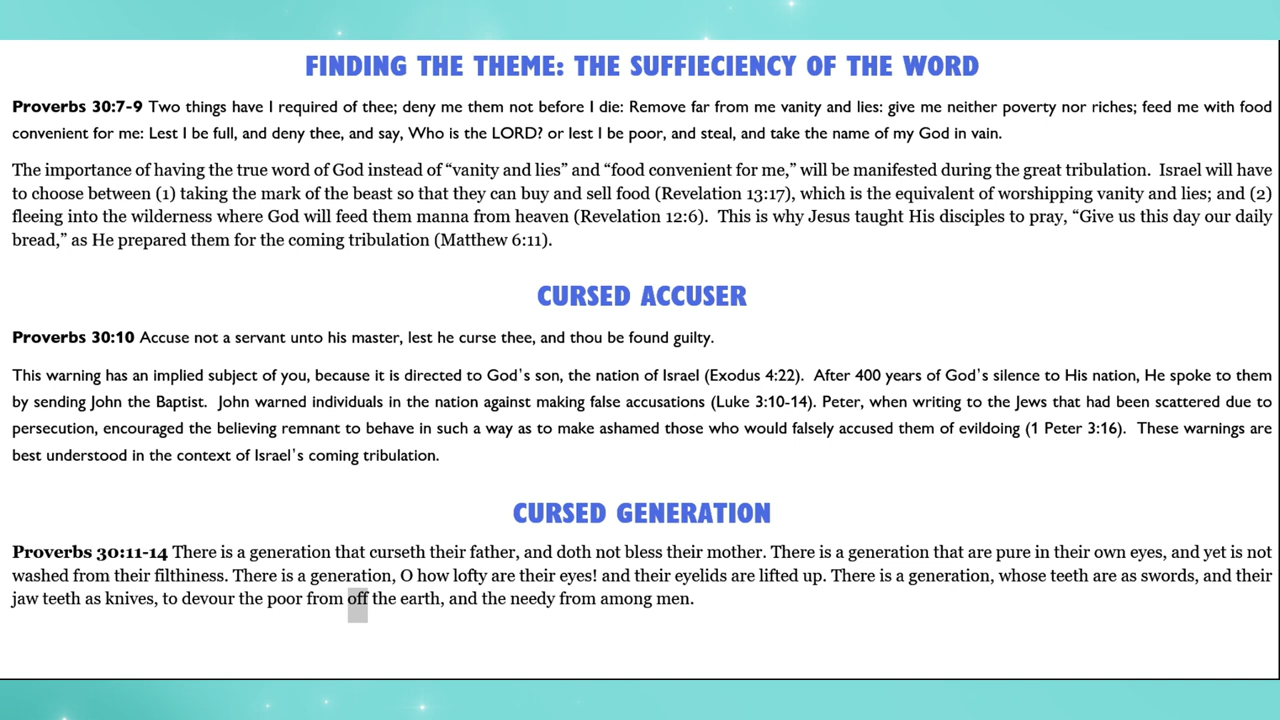 FINDING THE THEME: THE SUFFIECIENCY OF THE WORD
Proverbs 30:7-9 Two things have I required of thee; deny me them not before I die: Remove far from me vanity and lies: give me neither poverty nor riches; feed me with food
convenient for me: Lest I be full, and deny thee, and say, Who is the LORD? or lest I be poor, and steal, and take the name of my God in vain.
The importance of having the true word of God instead of “vanity and lies” and “food convenient for me,” will be manifested during the great tribulation.  Israel will have
to choose between (1) taking the mark of the beast so that they can buy and sell food (Revelation 13:17), which is the equivalent of worshipping vanity and lies; and (2)
fleeing into the wilderness where God will feed them manna from heaven (Revelation 12:6).  This is why Jesus taught His disciples to pray, “Give us this day our daily
bread,” as He prepared them for the coming tribulation (Matthew 6:11).
CURSED ACCUSER
Proverbs 30:10 Accuse not a servant unto his master, lest he curse thee, and thou be found guilty.
This warning has an implied subject of you, because it is directed to God's son, the nation of Israel (Exodus 4:22).  After 400 years of God's silence to His nation, He spoke to them
by sending John the Baptist.  John warned individuals in the nation against making false accusations (Luke 3:10-14). Peter, when writing to the Jews that had been scattered due to
persecution, encouraged the believing remnant to behave in such a way as to make ashamed those who would falsely accused them of evildoing (1 Peter 3:16).  These warnings are
best understood in the context of Israel's coming tribulation.
CURSED GENERATION
Proverbs 30:11-14 There is a generation that curseth their father, and doth not bless their mother. There is a generation that are pure in their own eyes, and yet is not
washed from their filthiness. There is a generation, O how lofty are their eyes! and their eyelids are lifted up. There is a generation, whose teeth are as swords, and their
jaw teeth as knives, to devour the poor from off the earth, and the needy from among men.